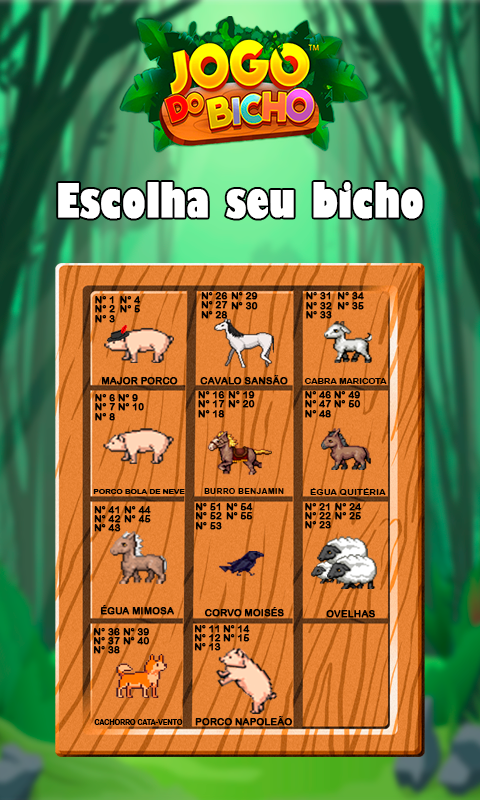 JOGO™
DO BICHO
Escolha seu bicho
Nº 1 Nº 4
Nº 2 Nº 5
Nº 3
MAJOR PORCO
Nº 26 Nº 29
Nº 27 Nº 30
Nº 28
CAVALO SANSÃO
Nº 31 Nº 34
Nº 32 Nº 35
Nº 33
CABRA MARICOTA
Nº 6 Nº 9
Nº 7 Nº 10
Nº 8
PORCO BOLA DE NEVE
Nº 16 Nº 19
Nº 17 Nº 20
Nº 18
BURRO BENJAMIN
Nº 46 Nº 49
Nº 47 Nº 50
Nº 48
ÉGUA QUITÉRIA
Nº 41 Nº 44
Nº 42 Nº 45
Nº 43
ÉGUA MIMOSA
Nº 51 Nº 54
Nº 52 Nº 55
Nº 53
CORVO MOISÉS
Nº 21 Nº 24
Nº 22 Nº 25
Nº 23
OVELHAS
Nº 36 Nº 39
Nº 37 Nº 40
Nº 38
CACHORRO CATA-VENTO
Nº 11 Nº 14
Nº 12 Nº 15
Nº 13
PORCO NAPOLEÃO